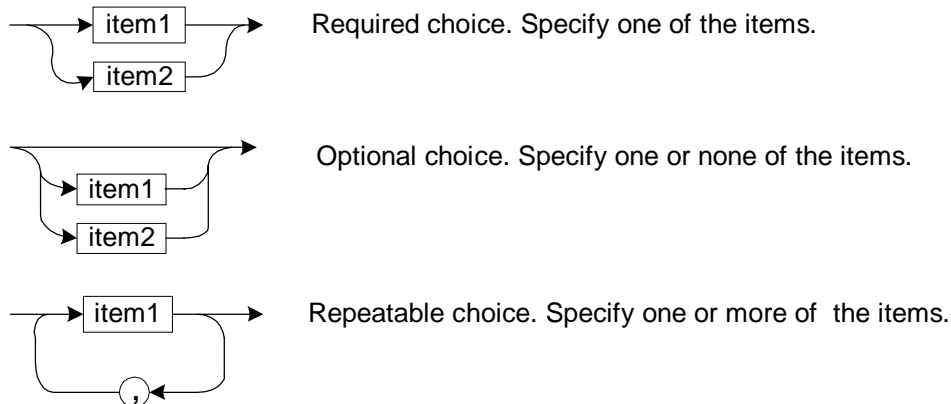 item1
Required choice. Specify one of the items.
item2
Optional choice. Specify one or none of the items.
item1
item2
item1
Repeatable choice. Specify one or more of the items.
,